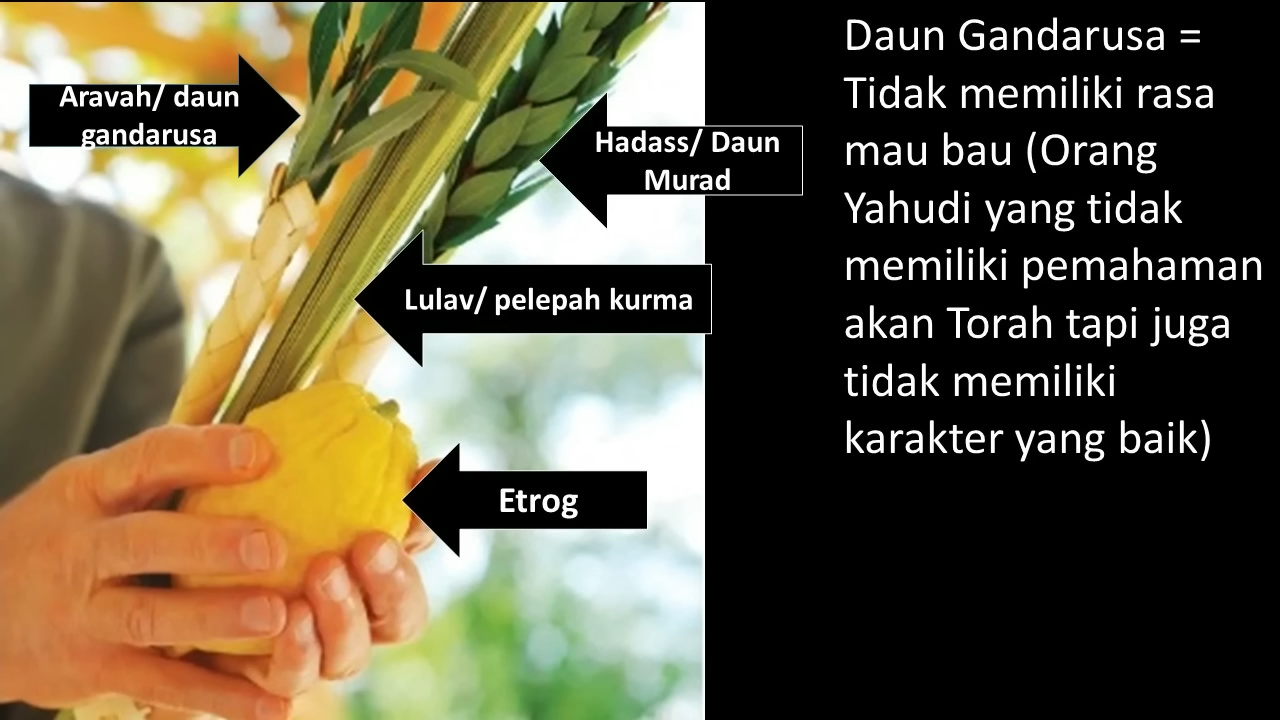 Aravah/ daun
gandarusa
Hadass/ Daun
Murad
Lulav/ pelepah kurma
Etrog
Daun Gandarusa =
Tidak memiliki rasa
mau bau (Orang
Yahudi yang tidak
memiliki pemahaman
akan Torah tapi juga
tidak memiliki
karakter yang baik)